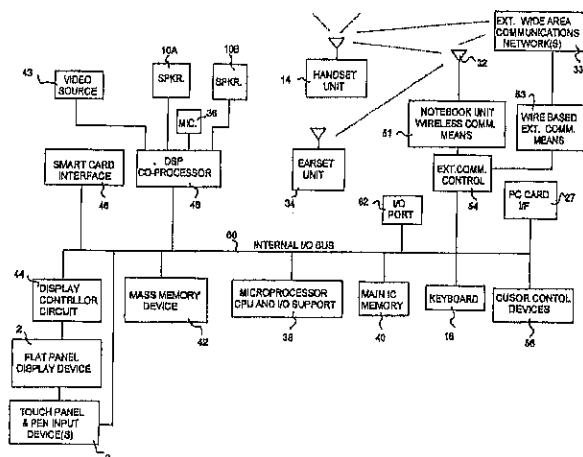 43
VIDEO
SOURCE
10A
SPKR.
10B
SPKR.
36
MIC.
14
HANDSET
UNIT
32
EXT. WIDE AREA
COMMUNICATIONS
NETWORK(S)
33
53
NOTEBOOK UNIT
WIRELESS COMM.
MEANS
51
WIRE BASED
EXT. COMM.
MEANS
SMART CARD
INTERFACE
46
DSP
CO-PROCESSOR
48
EARSET
UNIT
34
EXT.COMM.
CONTROL
54
62
I/O
PORT
PC CARD
I/F
27
60
INTERNAL I/O BUS
44
DISPLAY
CONTRLLOR
CIRCUIT
MASS MEMORY
DEVICE
42
MICROPROCESSOR
CPU AND I/O SUPPORT
38
MAIN IC
MEMORY
40
KEYBOARD
18
CUSOR CONTOL
DEVICES
56
2
FLAT PANEL
DISPLAY DEVICE
TOUCH PANEL
& PEN INPUT
DEVICE(S)